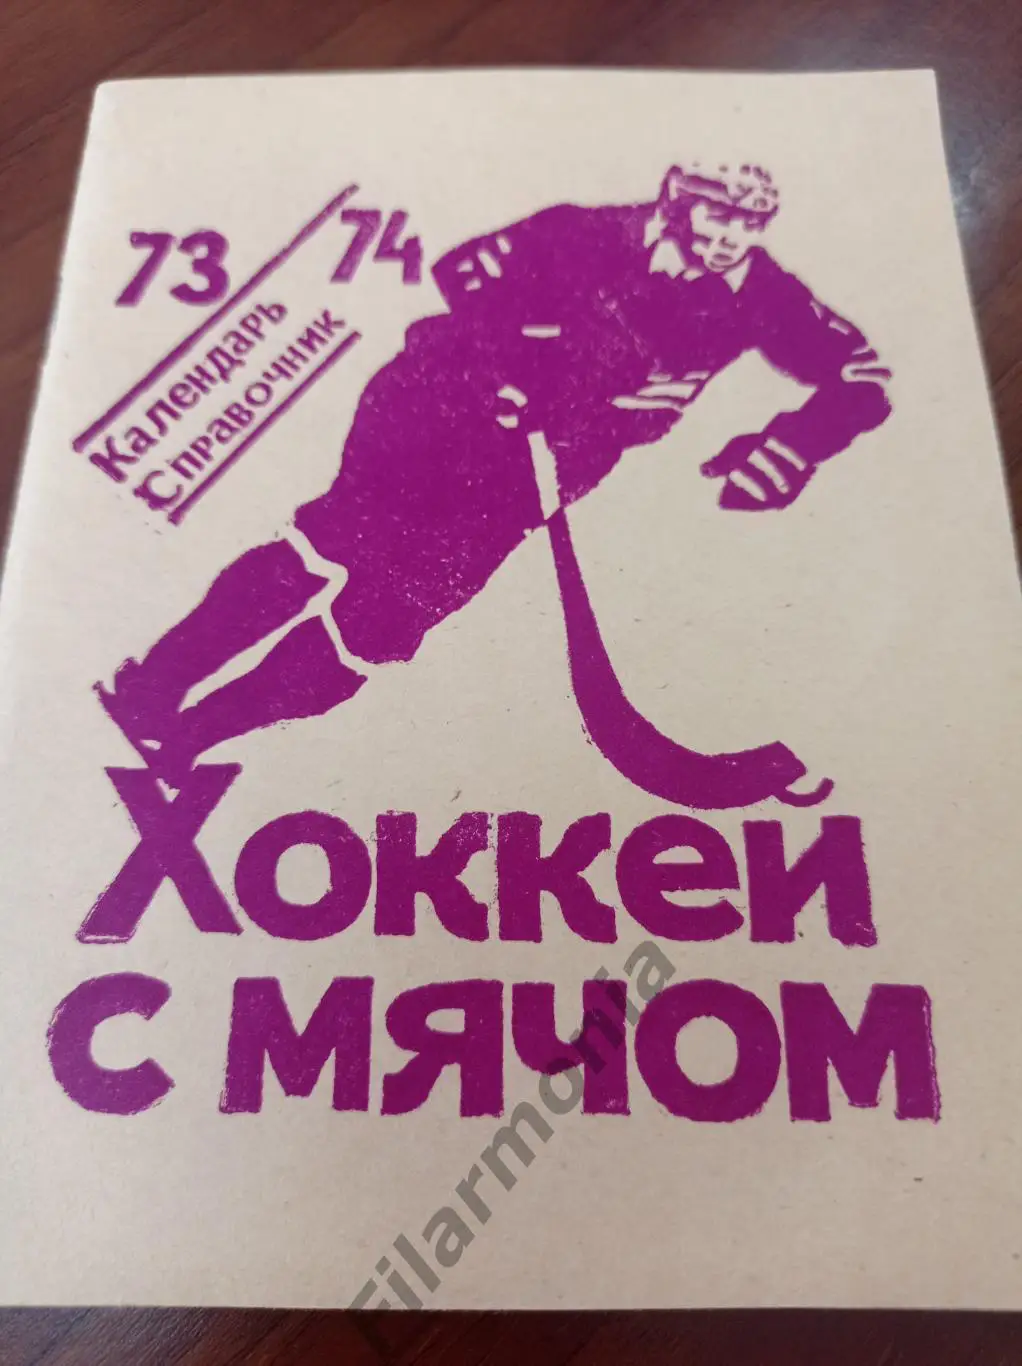 73/74
Календарь
Справочник
Хоккей
с мячом
Filarmonia